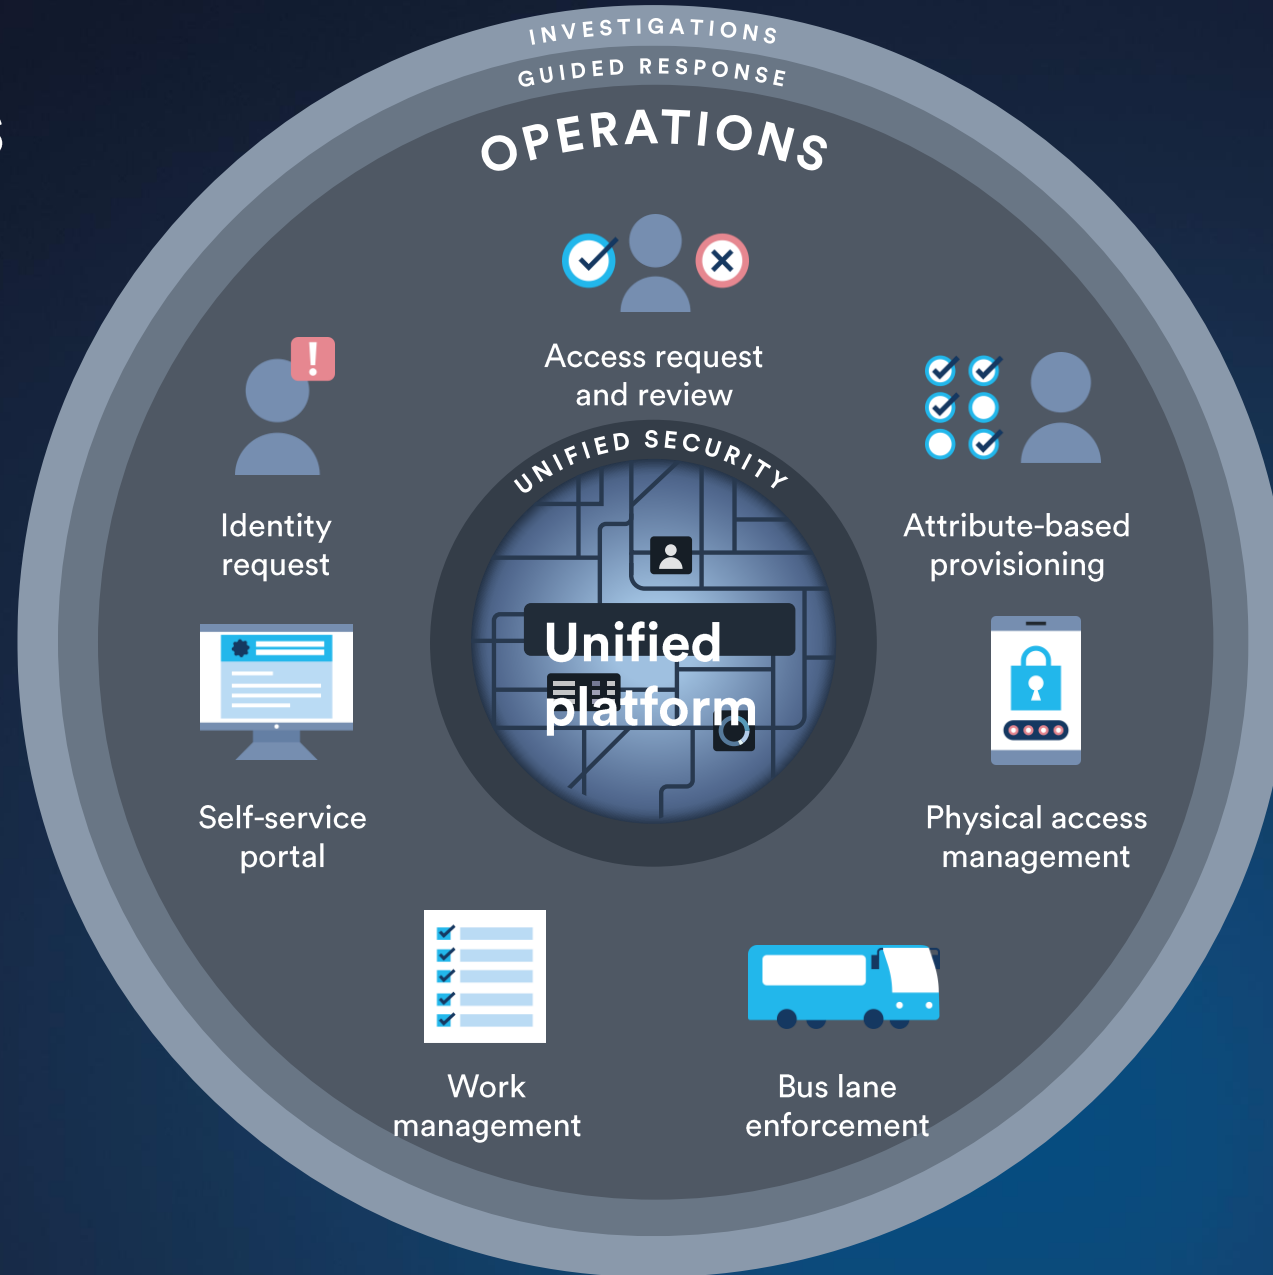 S
INVESTIGATIONS
GUIDED RESPONSE
OPERATIONS
Access request
and review
Identity
request
Attribute-based
provisioning
UNIFIED SECURITY
Unified
platform
Self-service
portal
Physical access
management
Work
management
Bus lane
enforcement